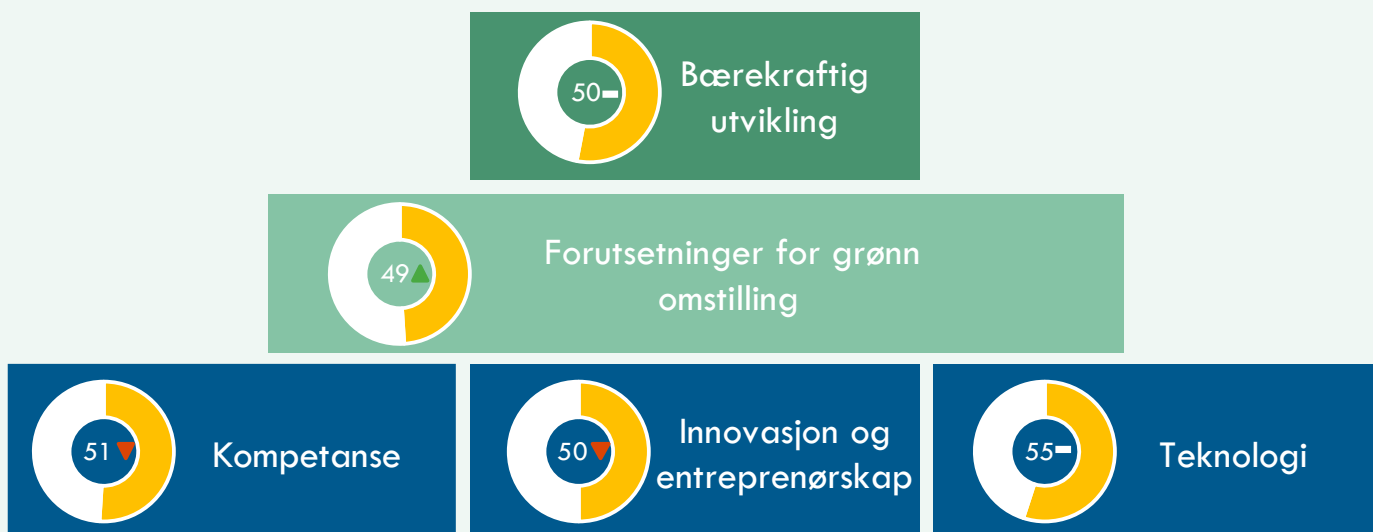 50
Bærekraftig
utvikling
49
Forutsetninger for grønn
omstilling
51
Kompetanse
50
Innovasjon og
entreprenørskap
55
Teknologi